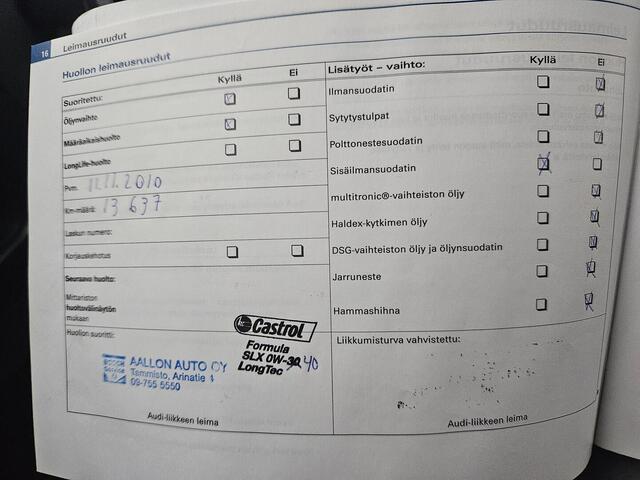 16 Leimausruudut
Huollon leimausruudut
Kyllä Ei
Suoritettu:
Öljynvaihto
Määräaikaishuolto
LongLife-huolto
Pvm. 2010
Km-määrä: 13 637
Laskun numero:
Korjauskehotus
Seuraava huolto:
Mittariston
huoltovälinäytön
mukaan
Huollon suoritti:
Castrol
Formula
SLX 0W-30 40
LongTec
BOSCH
Service
AALLON AUTO OY
Tammisto, Arinatie 1
09-755 5550
Audi-liikkeen leima
Lisätyöt – vaihto: Kyllä Ei
Ilmansuodatin
Sytytystulpat
Polttonestesuodatin
Sisäilmansuodatin
multitronic®-vaihteiston öljy
Haldex-kytkimen öljy
DSG-vaihteiston öljy ja öljynsuodatin
Jarruneste
Hammashihna
Liikkumisturva vahvistettu:
Audi-liikkeen leima